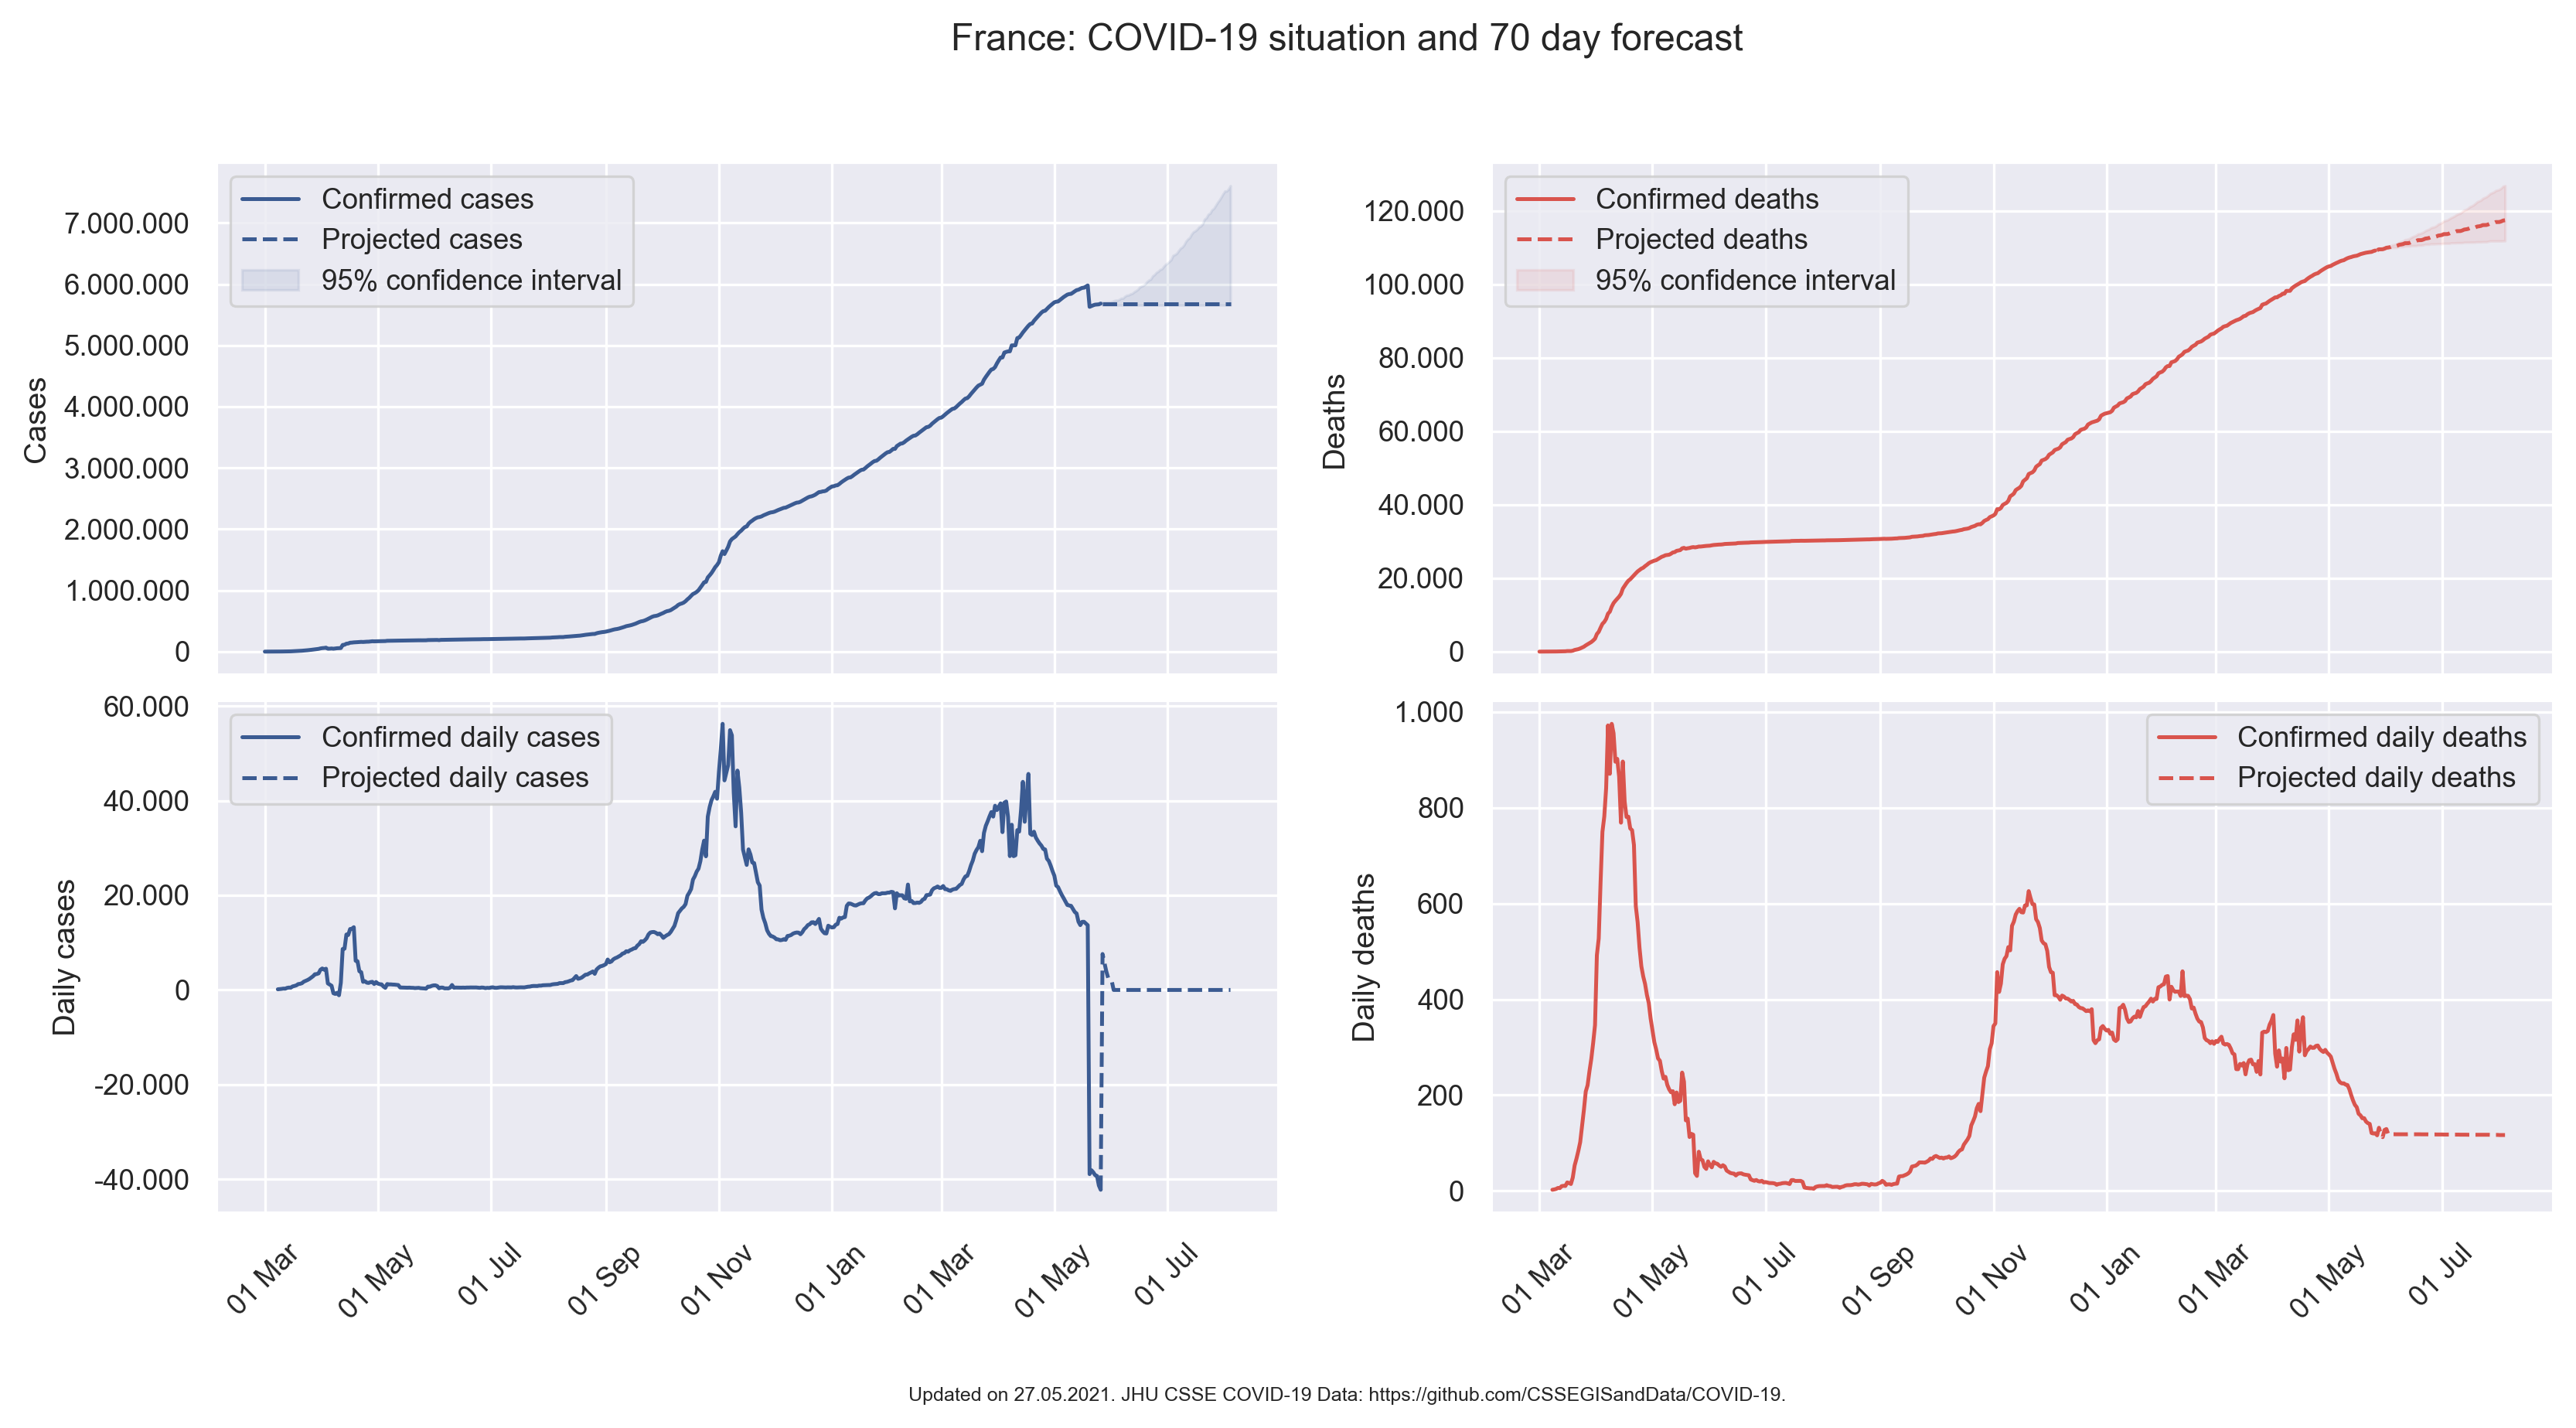 France: COVID-19 situation and 70 day forecast
Confirmed cases
Projected cases
95% confidence interval
7.000.000
6.000.000
5.000.000
4.000.000
3.000.000
2.000.000
1.000.000
0
Cases
Confirmed deaths
Projected deaths
95% confidence interval
120.000
100.000
80.000
60.000
40.000
20.000
0
Deaths
Confirmed daily cases
Projected daily cases
60.000
40.000
20.000
0
-20.000
-40.000
Daily cases
01 Mar
01 May
01 Jul
01 Sep
01 Nov
01 Jan
01 Mar
01 May
01 Jul
Confirmed daily deaths
Projected daily deaths
1.000
800
600
400
200
0
Daily deaths
01 Mar
01 May
01 Jul
01 Sep
01 Nov
01 Jan
01 Mar
01 May
01 Jul
Updated on 27.05.2021. JHU CSSE COVID-19 Data: https://github.com/CSSEGISandData/COVID-19.